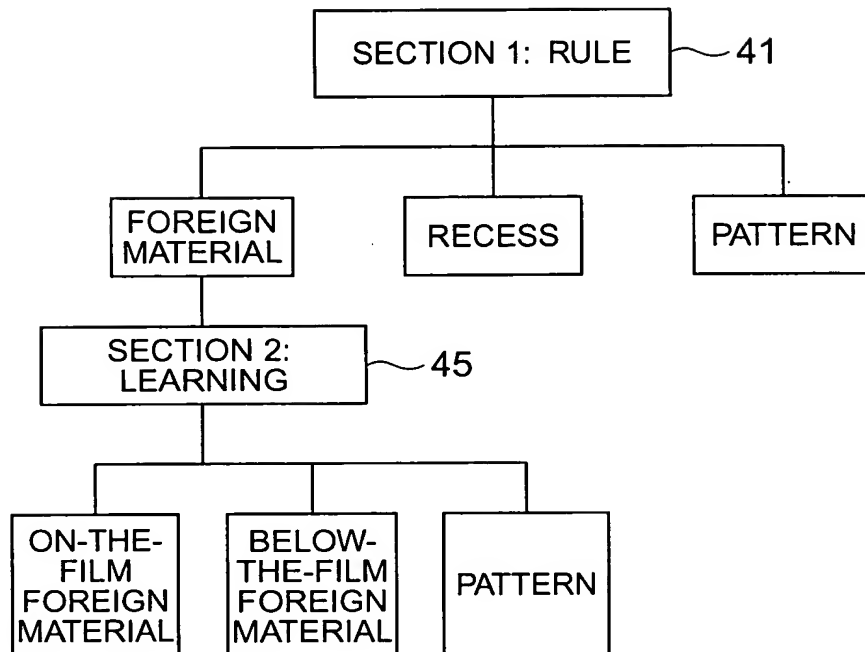 SECTION 1: RULE
41
FOREIGN
MATERIAL
RECESS
PATTERN
SECTION 2:
LEARNING
45
ON-THE-
FILM
FOREIGN
MATERIAL
BELOW-
THE-FILM
FOREIGN
MATERIAL
PATTERN